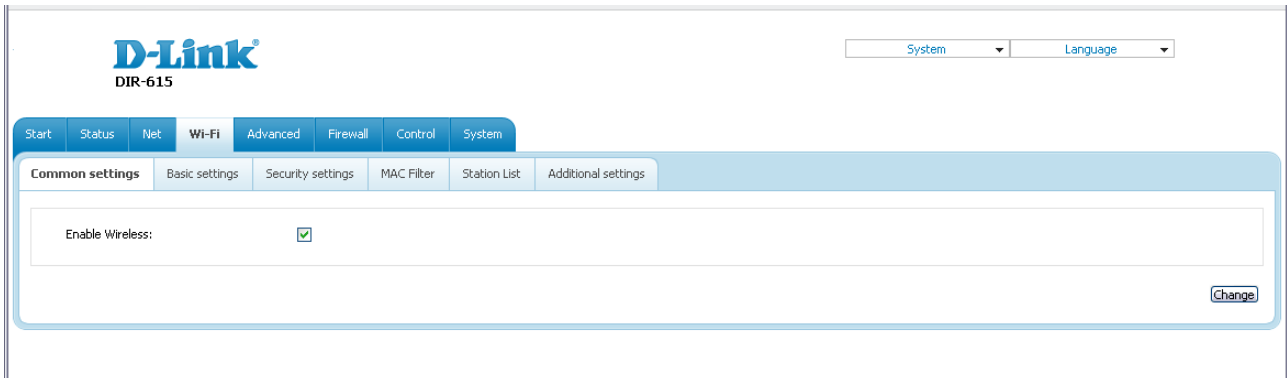 D-Link®
DIR-615
System Language
Start Status Net Wi-Fi Advanced Firewall Control System
Common settings Basic settings Security settings MAC Filter Station List Additional settings
Enable Wireless:
Change